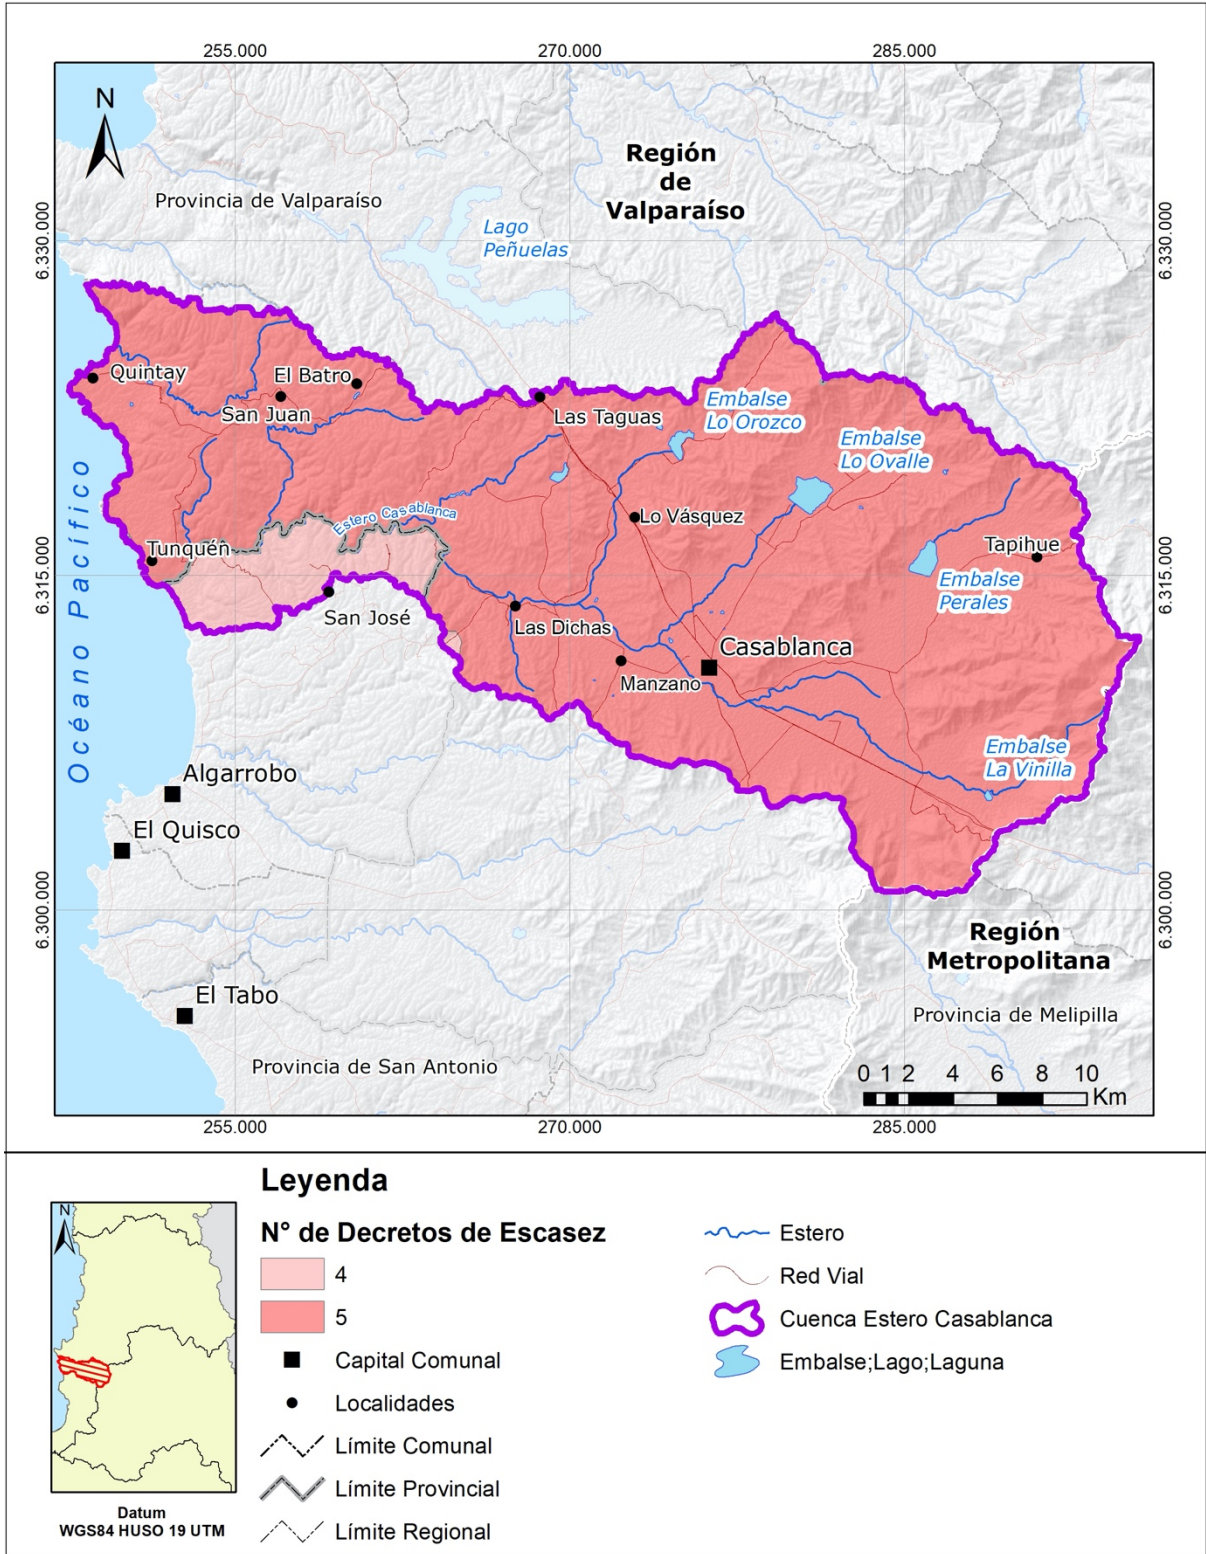 255.000
270.000
285.000
N
Región
de
Valparaíso
Provincia de Valparaíso
Lago
Peñuelas
6.330.000
6.330.000
Quintay
El Batro
San Juan
Las Taguas
Embalse
Lo Orozco
Embalse
Lo Ovalle
Estero Casablanca
Lo Vásquez
Tunquén
Tapihue
6.315.000
6.315.000
Embalse
Perales
San José
Las Dichas
Casablanca
Manzano
Océano Pacífico
Embalse
La Vinilla
Algarrobo
El Quisco
6.300.000
6.300.000
Región
Metropolitana
El Tabo
Provincia de Melipilla
Provincia de San Antonio
0 1 2 4 6 8 10
Km
255.000
270.000
285.000
Leyenda
N° de Decretos de Escasez
4
5
Capital Comunal
Localidades
Límite Comunal
Límite Provincial
Límite Regional
Estero
Red Vial
Cuenca Estero Casablanca
Embalse;Lago;Laguna
N
Datum
WGS84 HUSO 19 UTM